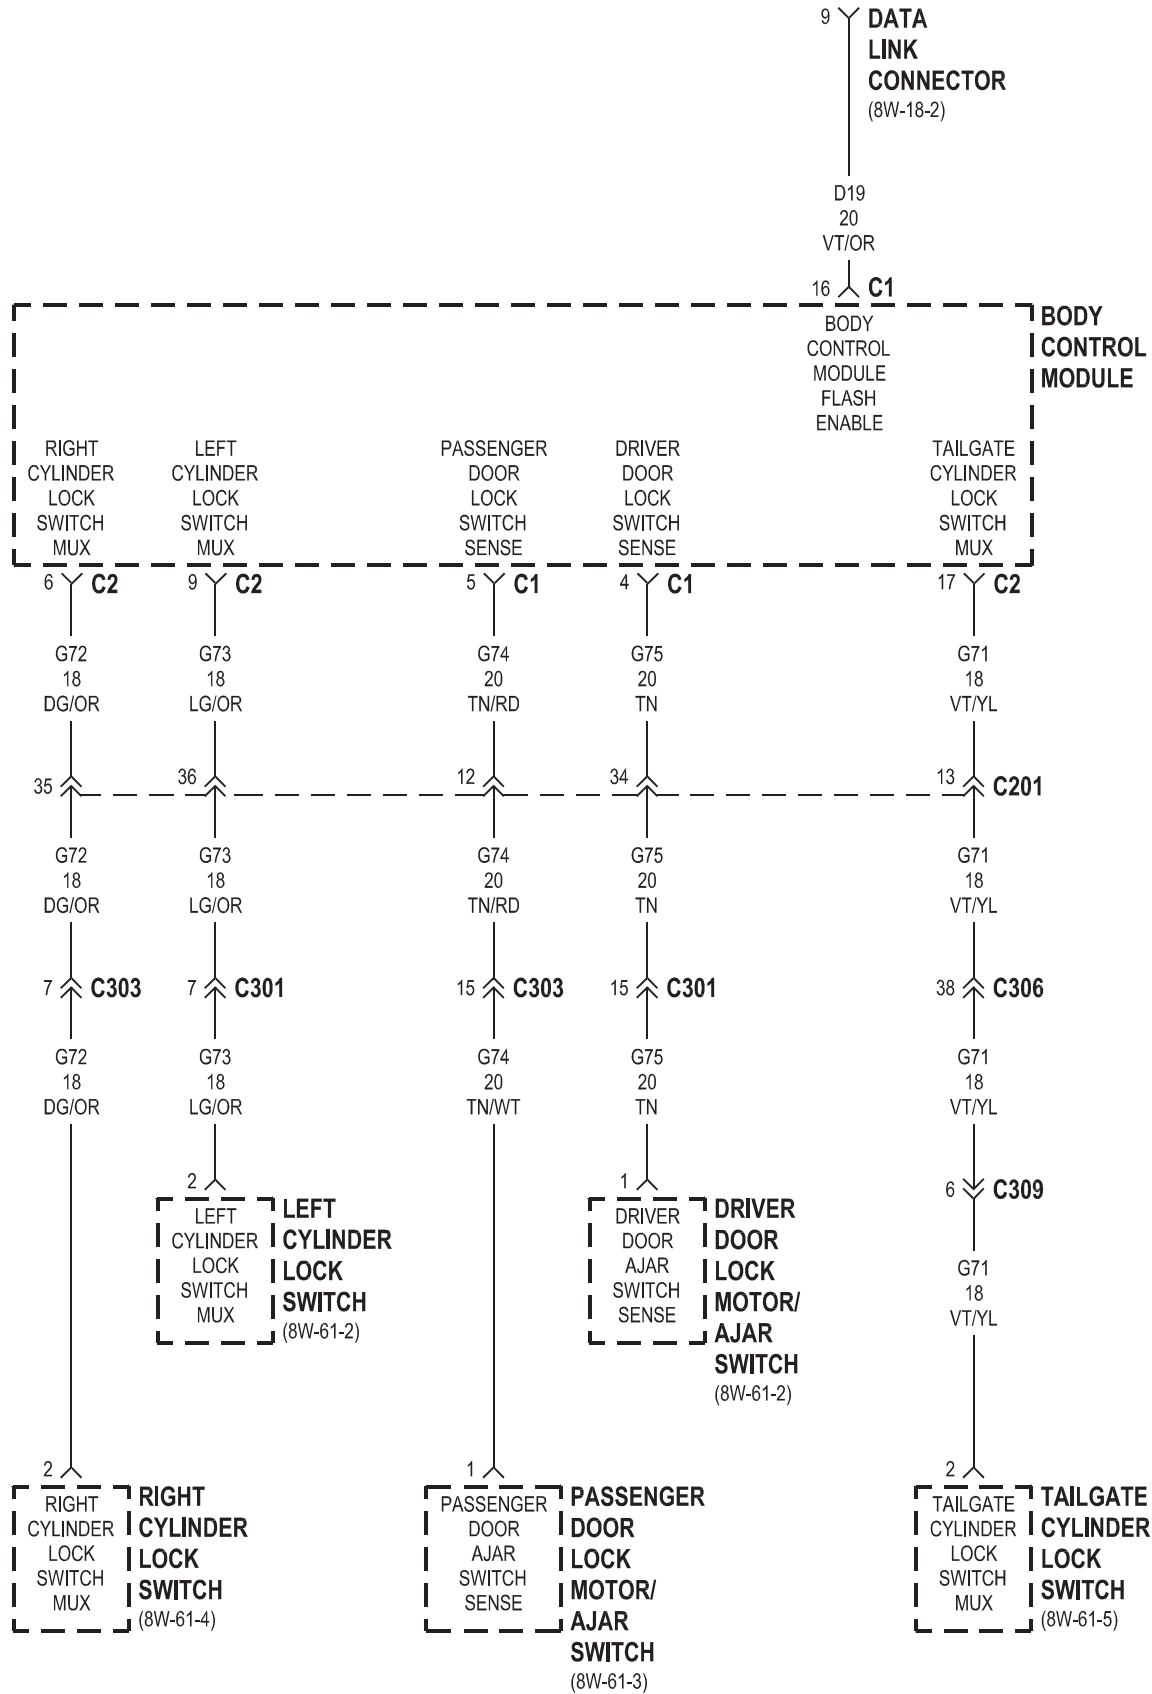 9
DATA
LINK
CONNECTOR
(8W-18-2)
D19
20
VT/OR
16
C1
BODY
CONTROL
MODULE
FLASH
ENABLE
BODY
CONTROL
MODULE
RIGHT
CYLINDER
LOCK
SWITCH
MUX
LEFT
CYLINDER
LOCK
SWITCH
MUX
PASSENGER
DOOR
LOCK
SWITCH
SENSE
DRIVER
DOOR
LOCK
SWITCH
SENSE
TAILGATE
CYLINDER
LOCK
SWITCH
MUX
6 C2
9 C2
5 C1
4 C1
17 C2
G72
18
DG/OR
G73
18
LG/OR
G74
20
TN/RD
G75
20
TN
G71
18
VT/YL
35
36
12
34
13
C201
G72
18
DG/OR
G73
18
LG/OR
G74
20
TN/RD
G75
20
TN
G71
18
VT/YL
7 C303
7 C301
15 C303
15 C301
38 C306
G72
18
DG/OR
G73
18
LG/OR
G74
20
TN/WT
G75
20
TN
G71
18
VT/YL
2
LEFT
CYLINDER
LOCK
SWITCH
MUX
LEFT
CYLINDER
LOCK
SWITCH
(8W-61-2)
1
DRIVER
DOOR
AJAR
SWITCH
SENSE
DRIVER
DOOR
LOCK
MOTOR/
AJAR
SWITCH
(8W-61-2)
6 C309
G71
18
VT/YL
2
RIGHT
CYLINDER
LOCK
SWITCH
MUX
RIGHT
CYLINDER
LOCK
SWITCH
(8W-61-4)
1
PASSENGER
DOOR
AJAR
SWITCH
SENSE
PASSENGER
DOOR
LOCK
MOTOR/
AJAR
SWITCH
(8W-61-3)
2
TAILGATE
CYLINDER
LOCK
SWITCH
MUX
TAILGATE
CYLINDER
LOCK
SWITCH
(8W-61-5)